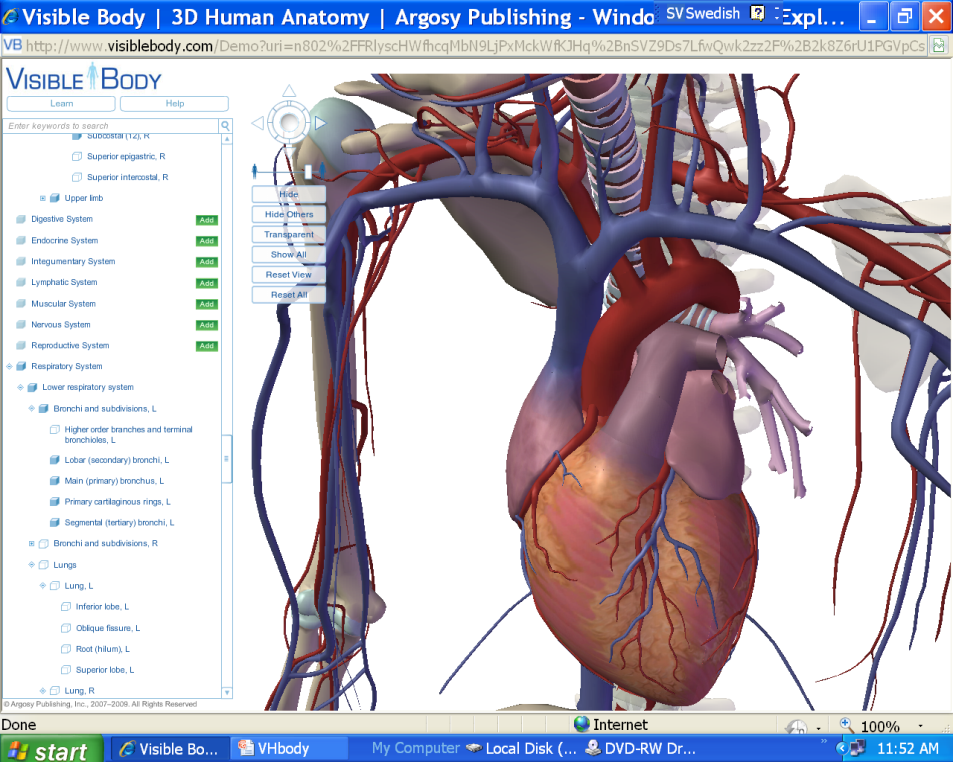 Visible Body | 3D Human Anatomy | Argosy Publishing - Windo
SV Swedish
Expl...
http://www.visiblebody.com/Demo?uri=n802%2FFRlyscHWfhcqMbN9LjPxMckWfKJHq%2BnSVZ9Ds7LfwQwk2zz2F%2B2k8Z6rU1PGVpCs
VISIBLE BODY
Learn
Help
Enter keywords to search
Subcostal (12), R
Superior epigastric, R
Superior intercostal, R
Upper limb
Digestive System Add
Endocrine System Add
Integumentary System Add
Lymphatic System Add
Muscular System Add
Nervous System Add
Reproductive System Add
Respiratory System
Lower respiratory system
Bronchi and subdivisions, L
Higher order branches and terminal
bronchioles, L
Lobar (secondary) bronchi, L
Main (primary) bronchus, L
Primary cartilaginous rings, L
Segmental (tertiary) bronchi, L
Bronchi and subdivisions, R
Lungs
Lung, L
Inferior lobe, L
Oblique fissure, L
Root (hilum), L
Superior lobe, L
Lung, R
© Argosy Publishing, Inc., 2007-2009. All Rights Reserved
Hide
Hide Others
Transparent
Show All
Reset View
Reset All
Done
Internet
100%
start
Visible Bo...
VHbody
My Computer
Local Disk (...
DVD-RW Dr...
11:52 AM